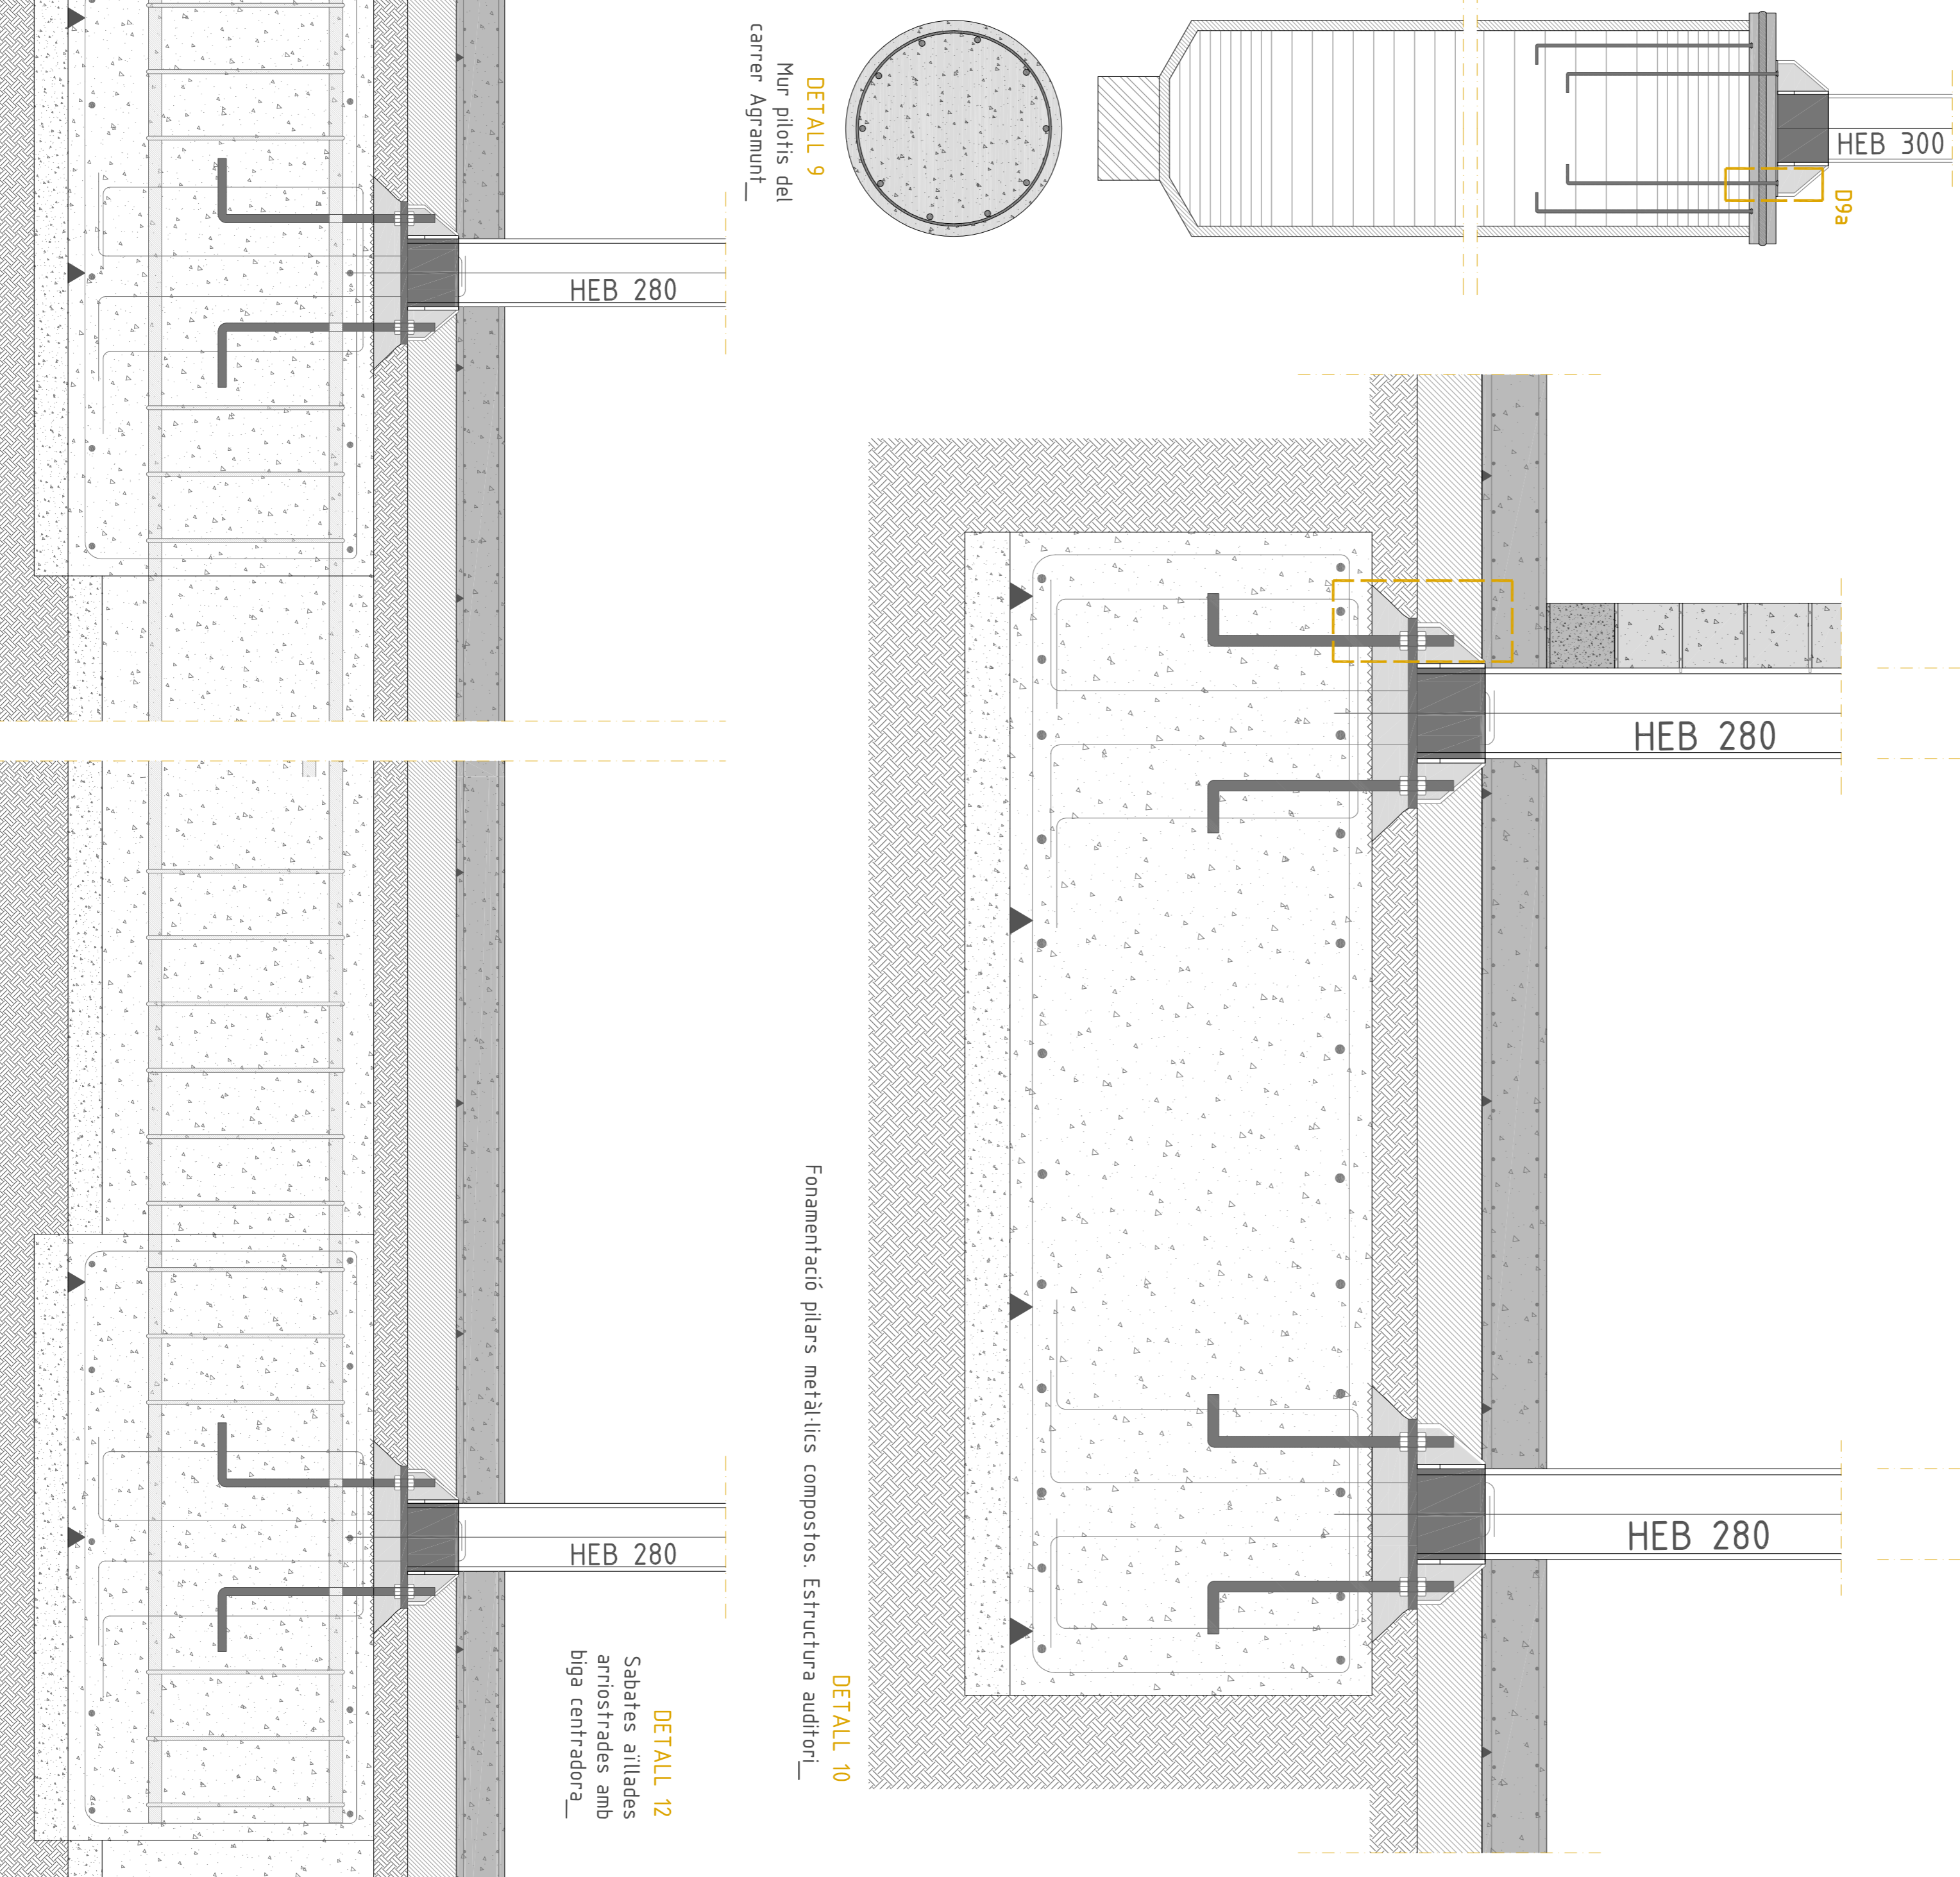 DETALL 9
Mur pilotis del
carrer Agramunt_
HEB 300
D9a
HEB 280
HEB 280
HEB 280
HEB 280
DETALL 10
Fonamentació pilars metàl·lics compostos. Estructura auditori_
DETALL 12
Sabates aïllades
arriostrades amb
biga centradora_